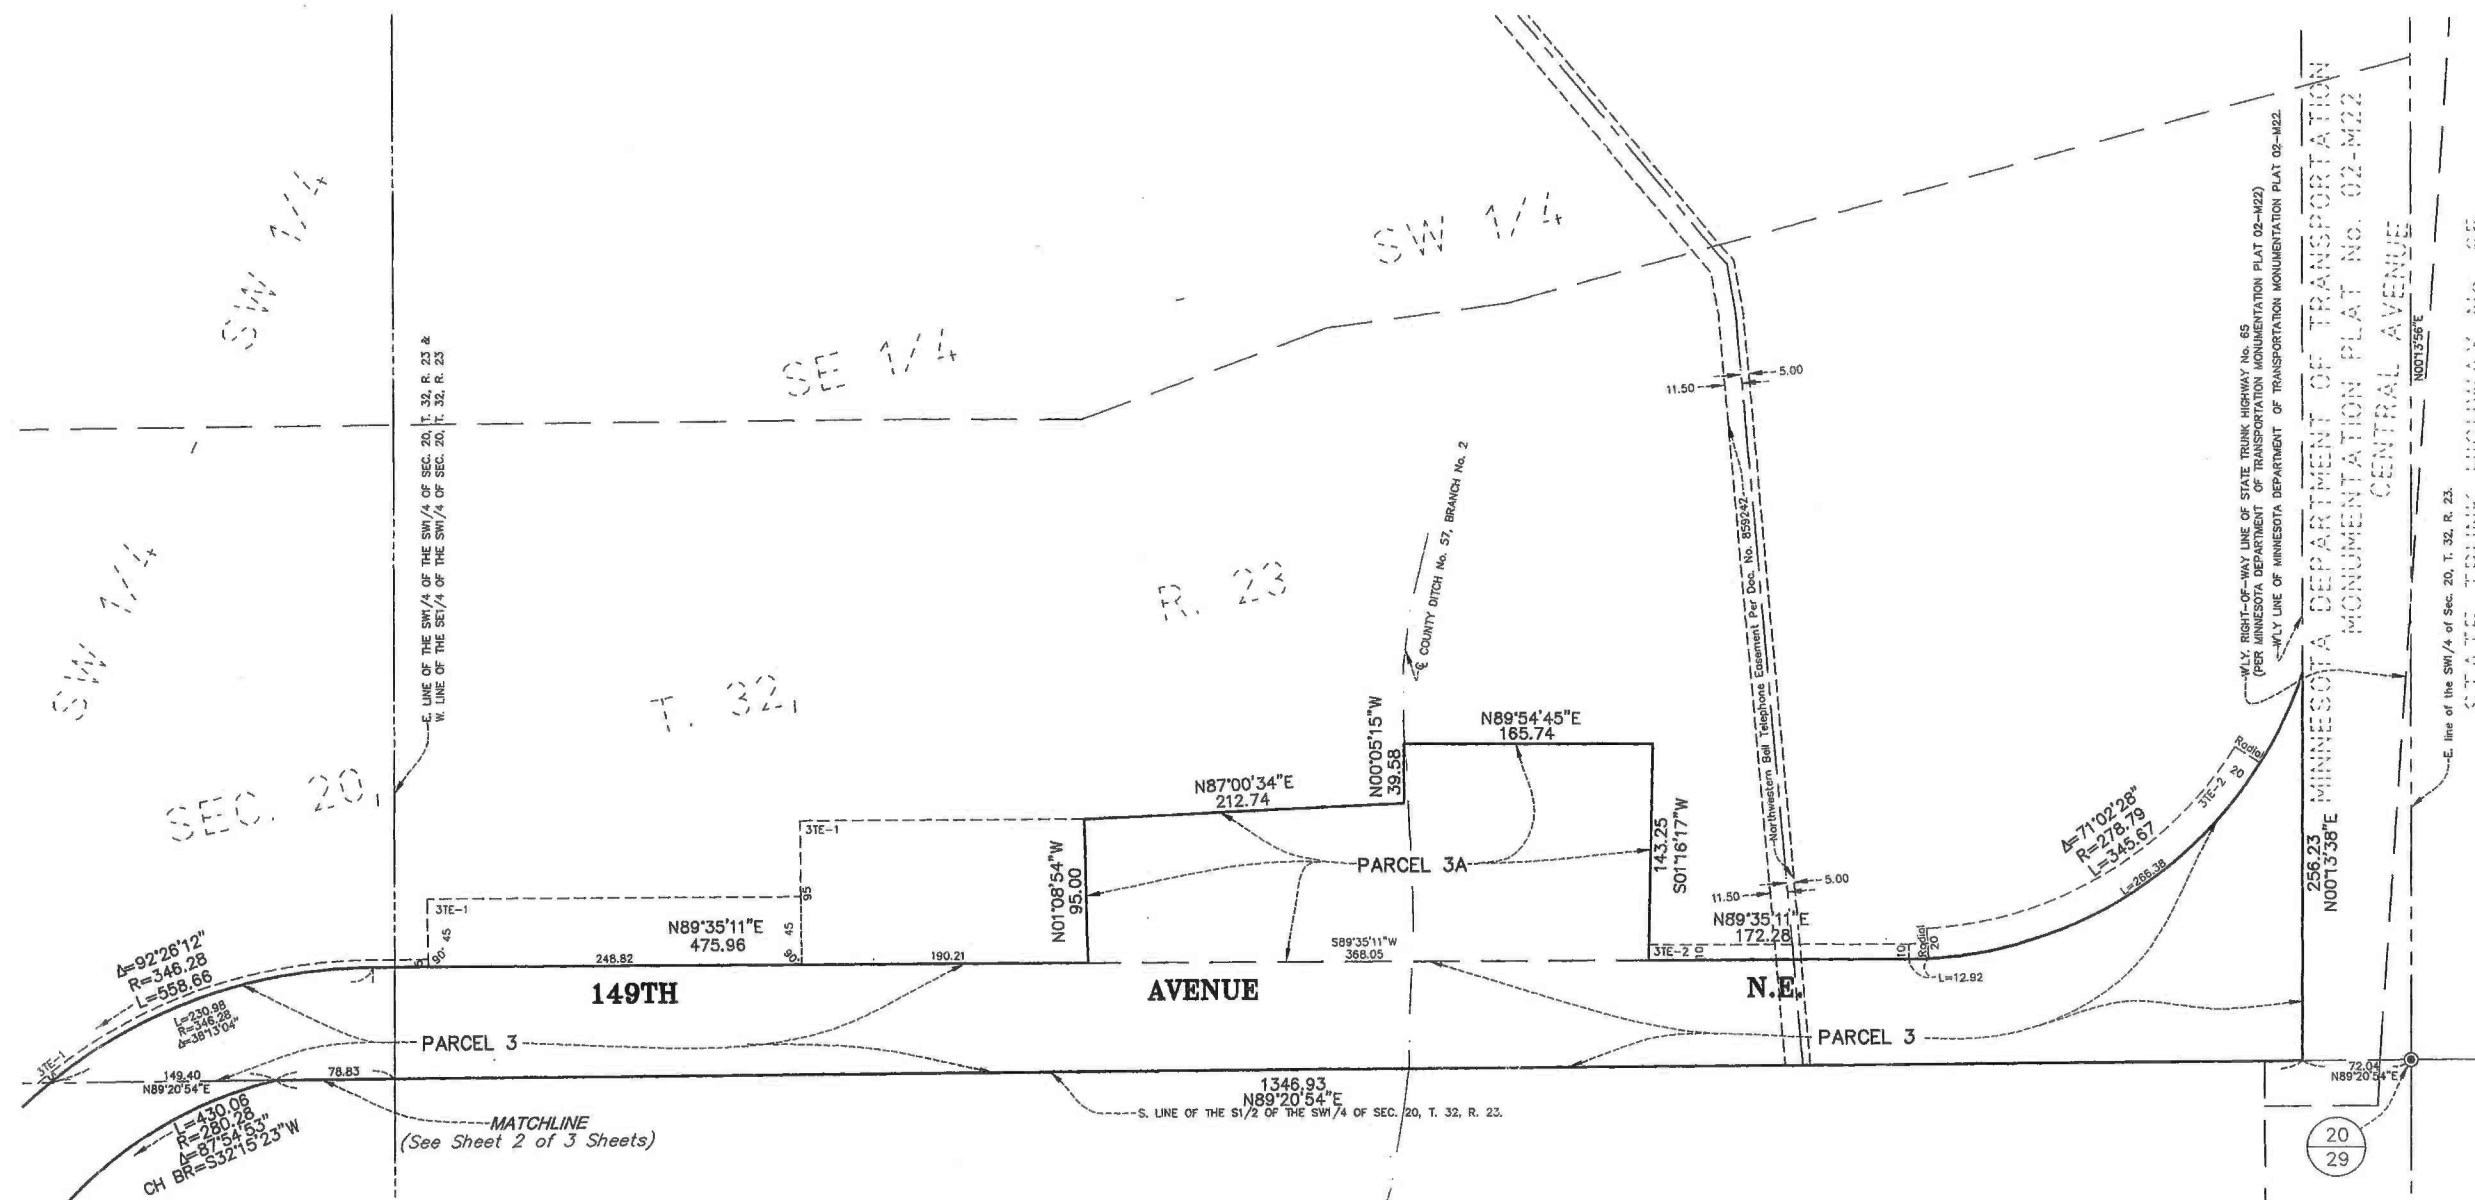 SW 1/4
SW 1/4
SE 1/4
SW 1/4
SEC. 20,
T. 32,
R. 23
E. LINE OF THE SW1/4 OF THE SW1/4 OF SEC. 20, T. 32, R. 23 &
W. LINE OF THE SE1/4 OF THE SW1/4 OF SEC. 20, T. 32, R. 23
℄ COUNTY DITCH No. 57, BRANCH No. 2
11.50
5.00
Northwestern Bell Telephone Easement Per Doc. No. 859242
W'LY. RIGHT-OF-WAY LINE OF STATE TRUNK HIGHWAY No. 65
(PER MINNESOTA DEPARTMENT OF TRANSPORTATION MONUMENTATION PLAT 02-M22)
W'LY LINE OF MINNESOTA DEPARTMENT OF TRANSPORTATION MONUMENTATION PLAT 02-M22
MINNESOTA DEPARTMENT OF TRANSPORTATION
MONUMENTATION PLAT No. 02-M22
CENTRAL AVENUE
N00°13'56"E
E. line of the SW1/4 of Sec. 20, T. 32, R. 23.
N89°54'45"E
165.74
N00°05'15"W
39.58
N87°00'34"E
212.74
3TE-1
N01°08'54"W
95.00
PARCEL 3A
143.25
S01°16'17"W
11.50
5.00
N89°35'11"E
172.28
3TE-2
10
10
Radial
20
L=12.92
Radial
20
3TE-2
Δ=71°02'28"
R=278.79
L=345.67
L=266.38
256.23
N00°13'38"E
3TE-1
95
45
90°
45
90°
5
N89°35'11"E
475.96
248.82
190.21
S89°35'11"W
368.05
149TH AVENUE N.E.
Δ=92°26'12"
R=346.28
L=558.66
L=230.98
R=346.28
Δ=38°13'04"
3TE-1
PARCEL 3
PARCEL 3
149.40
N89°20'54"E
78.83
1346.93
N89°20'54"E
72.04
N89°20'54"E
S. LINE OF THE S1/2 OF THE SW1/4 OF SEC. 20, T. 32, R. 23.
MATCHLINE
(See Sheet 2 of 3 Sheets)
L=430.06
R=280.28
Δ=87°54'53"
CH BR=S32°15'23"W
20
29